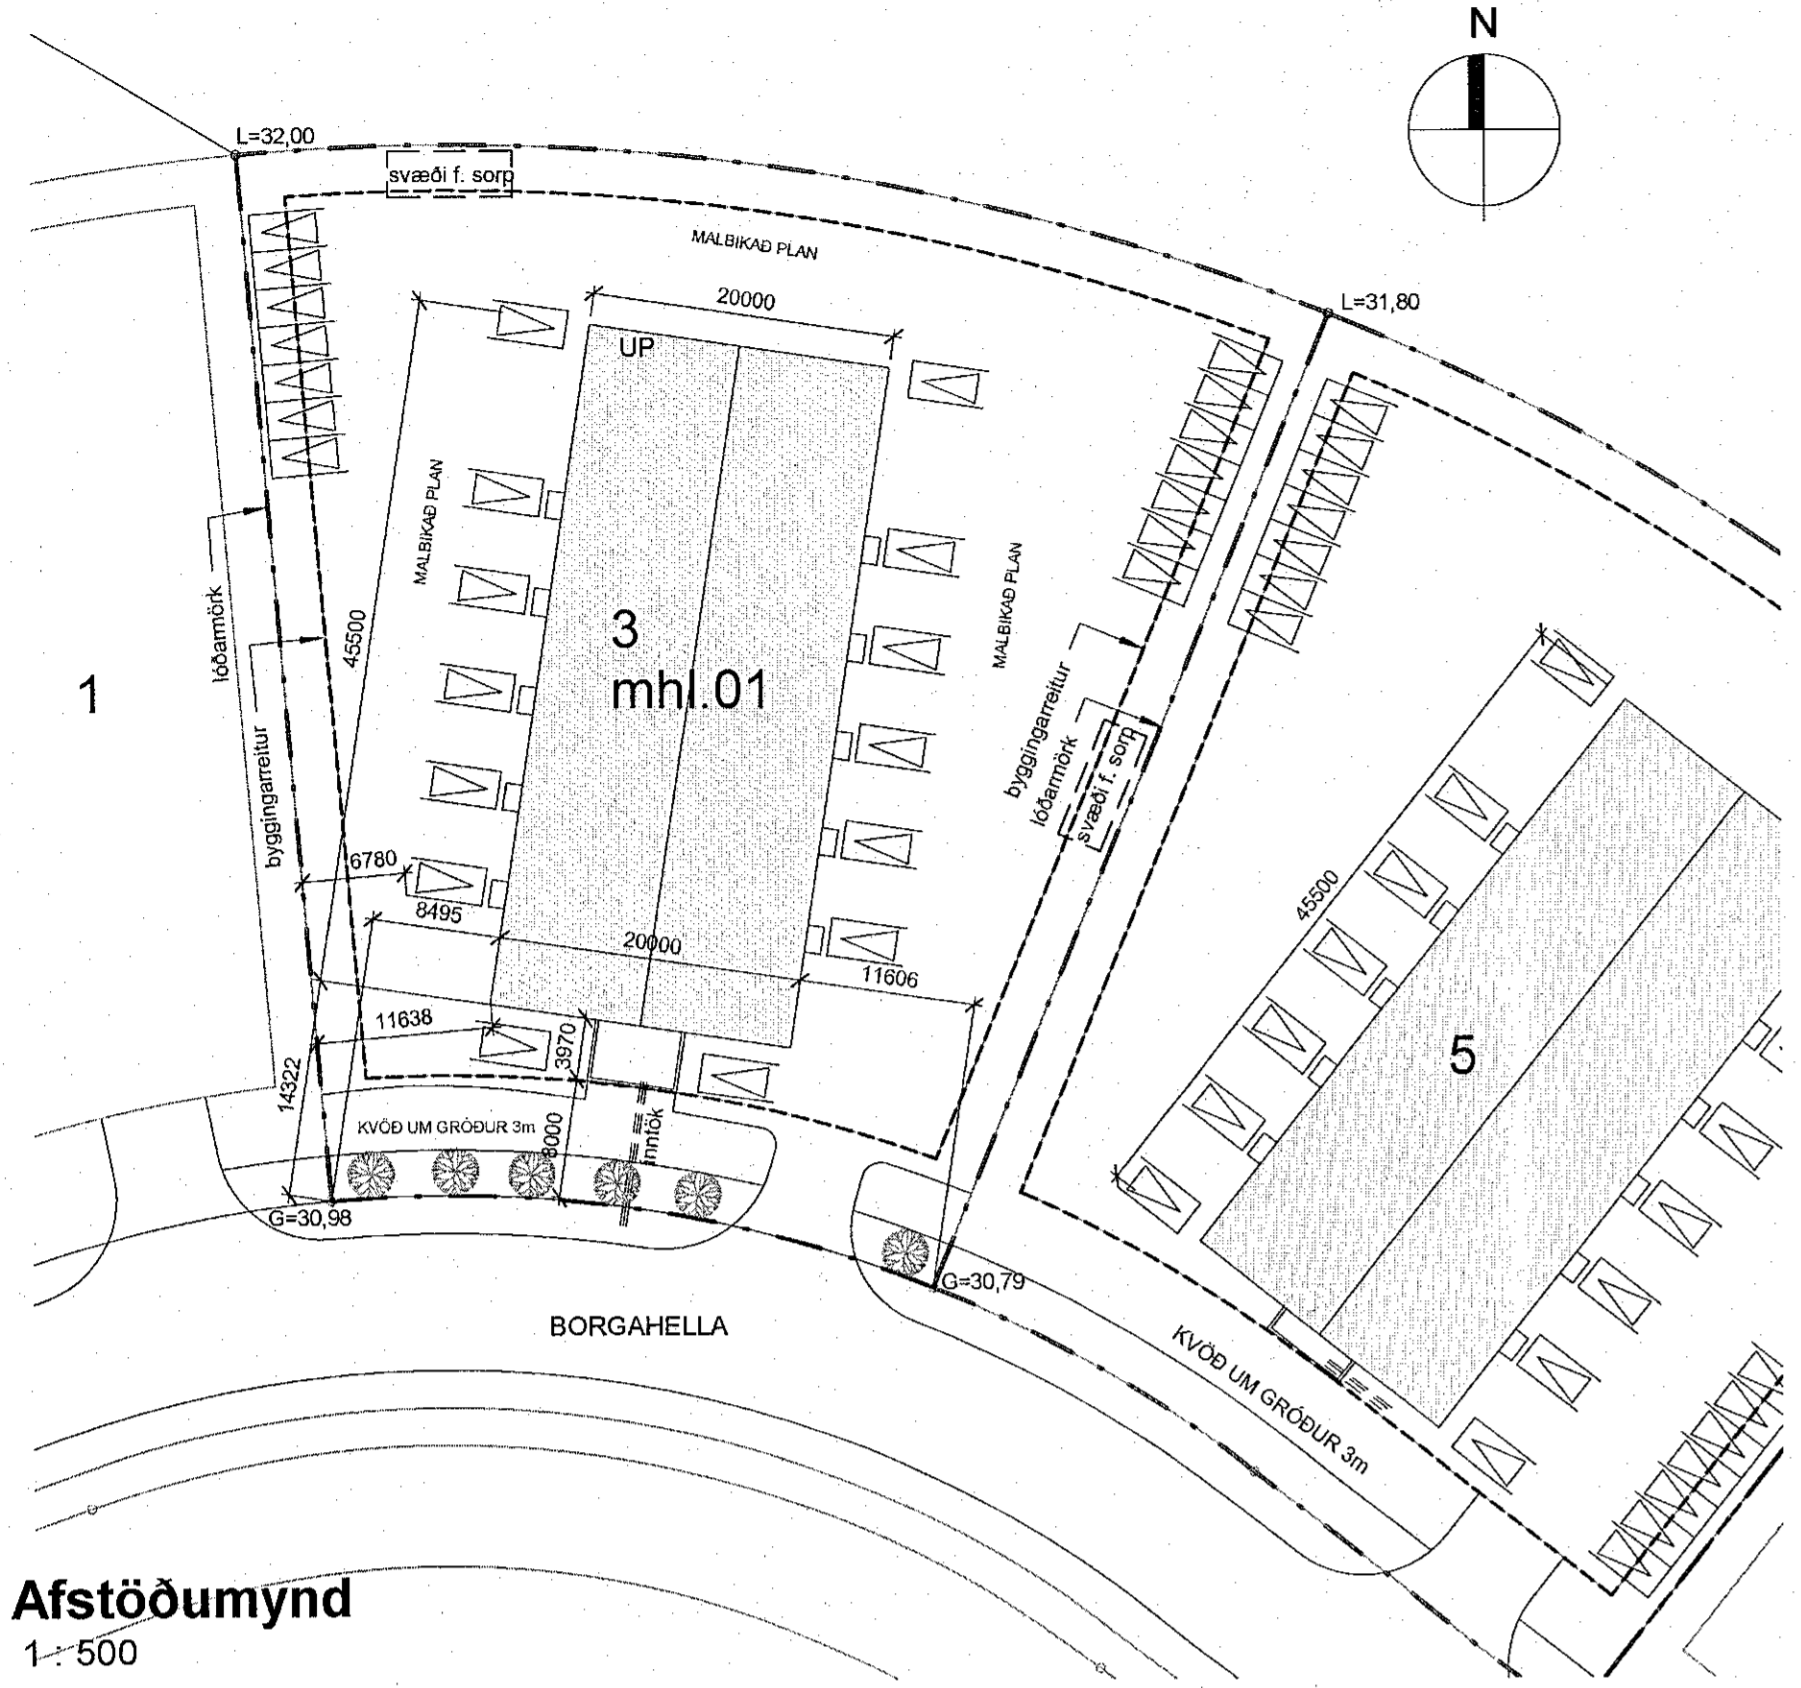 N
L=32,00
svæði f. sorp
MALBIKAÐ PLAN
L=31,80
20000
UP
MALBIKAÐ PLAN
MALBIKAÐ PLAN
45500
lóðarmörk
byggingarreitur
3
mhl.01
1
byggingarreitur
lóðarmörk
svæði f. sorp
6780
8495
20000
11606
45500
11638
3970
14322
5
KVÖÐ UM GRÓÐUR 3m
8000
inntök
G=30,98
G=30,79
BORGAHELLA
KVÖÐ UM GRÓÐUR 3m
Afstöðumynd
1 : 500